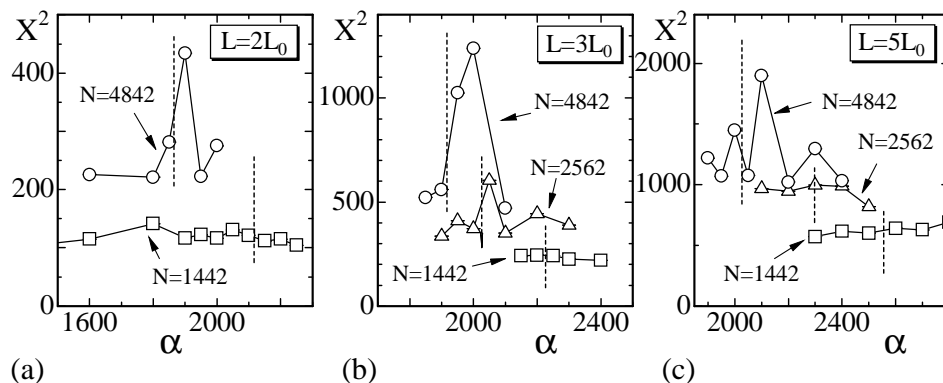 X² 400 200 0
L=2L₀
N=4842
N=1442
1600 2000
α
(a)
X² 1000 500 0
L=3L₀
N=4842
N=2562
N=1442
2000 2400
α
(b)
X² 2000 1000 0
L=5L₀
N=4842
N=2562
N=1442
2000 2400
α
(c)